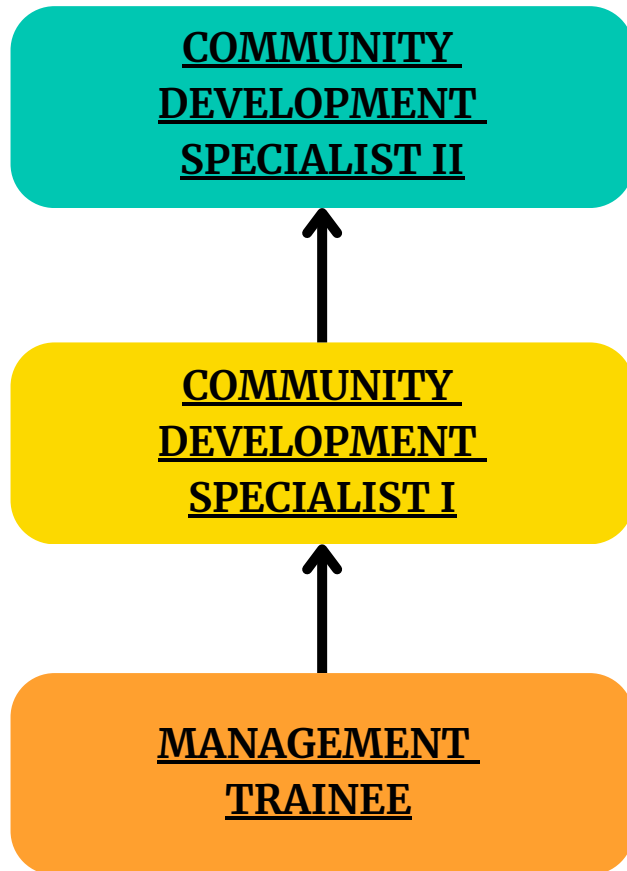 COMMUNITY
DEVELOPMENT
SPECIALIST II
COMMUNITY
DEVELOPMENT
SPECIALIST I
MANAGEMENT
TRAINEE